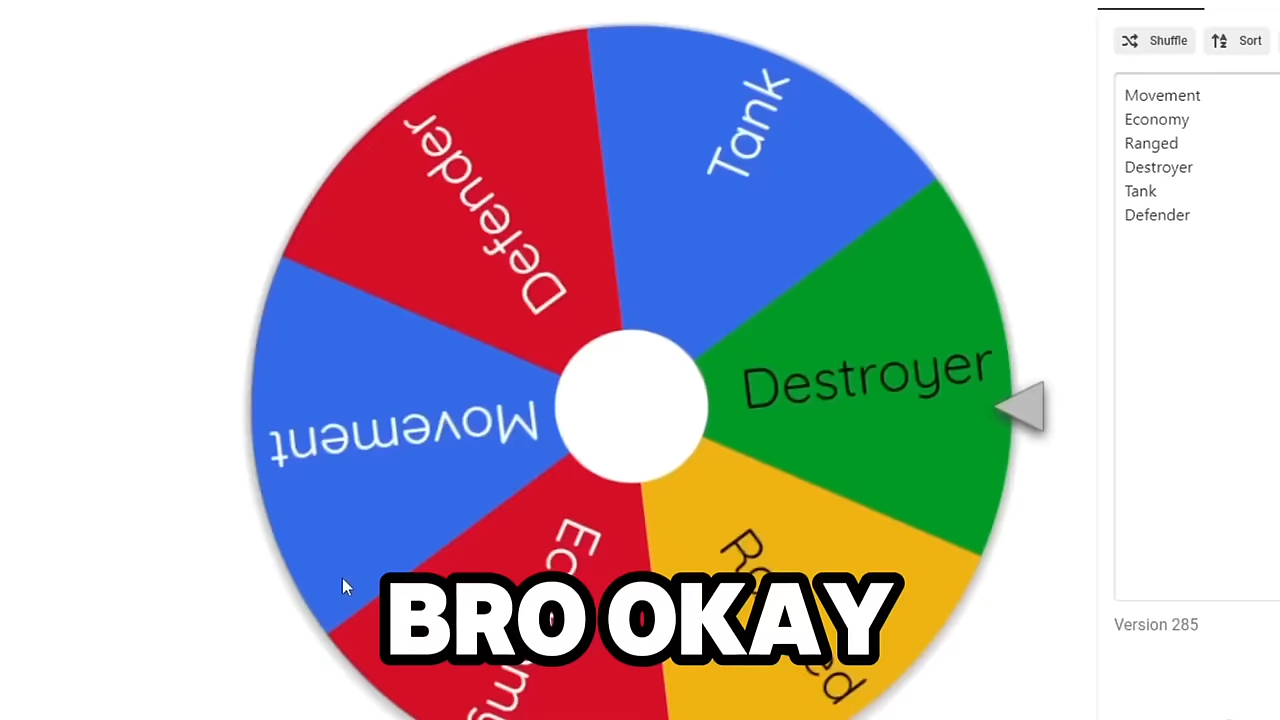 Shuffle
Sort
Movement
Economy
Ranged
Destroyer
Tank
Defender
Version 285
Tank
Defender
Destroyer
Movement
BRO OKAY